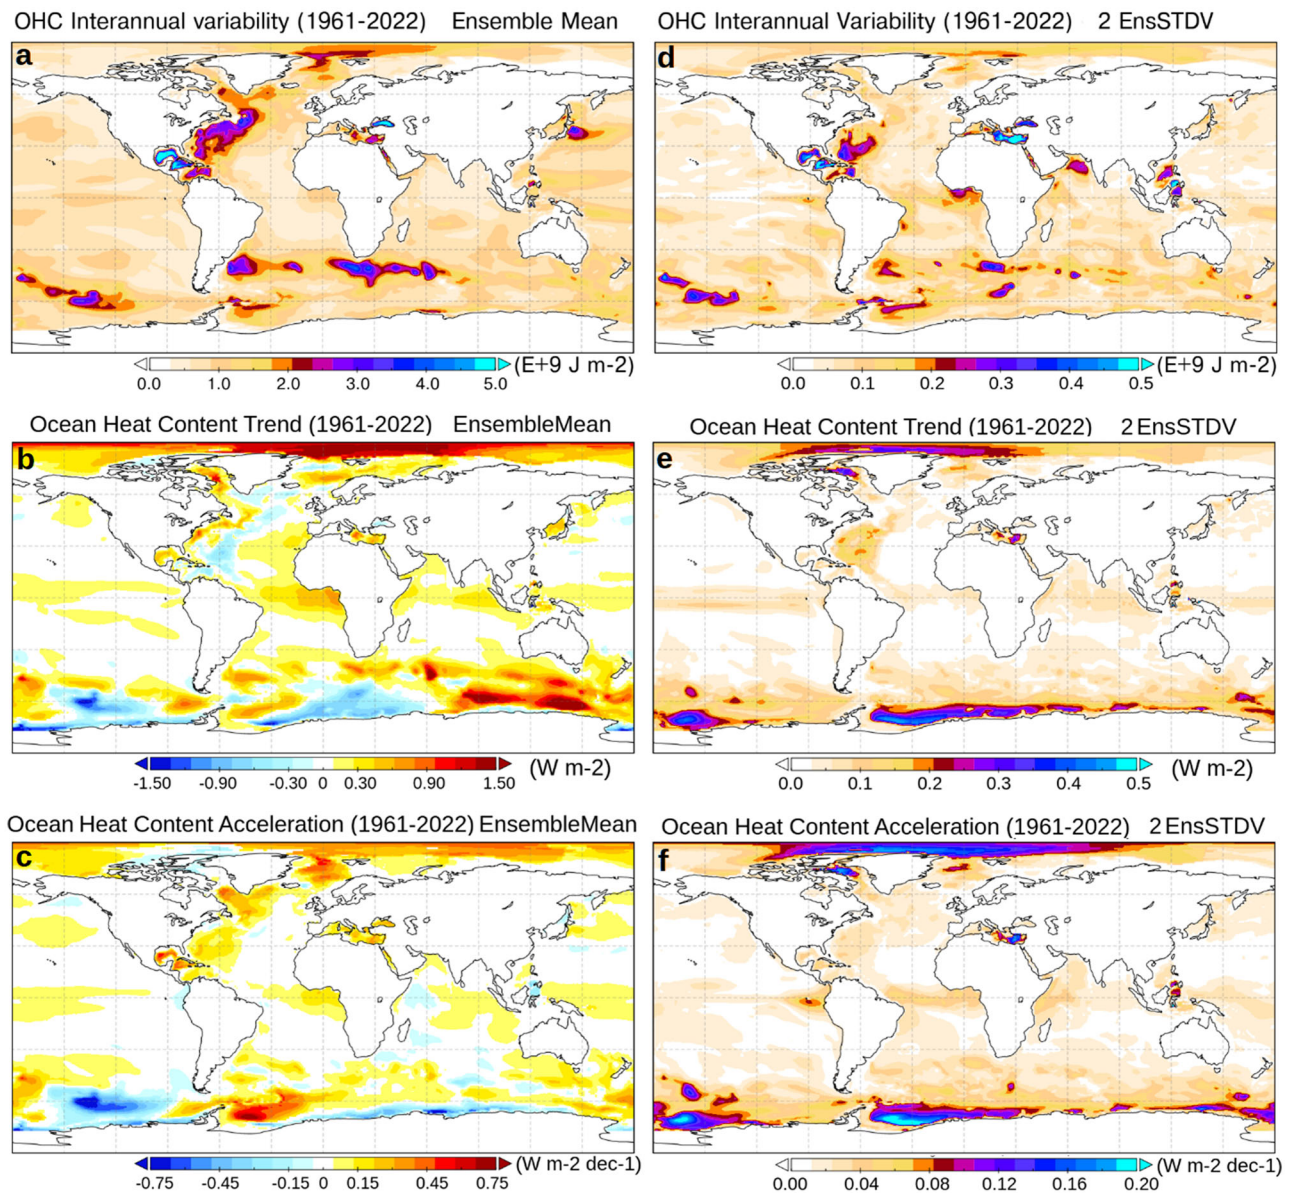 OHC Interannual variability (1961-2022) Ensemble Mean
a
0.0 1.0 2.0 3.0 4.0 5.0 (E+9 J m-2)
OHC Interannual Variability (1961-2022) 2 EnsSTDV
d
0.0 0.1 0.2 0.3 0.4 0.5 (E+9 J m-2)
Ocean Heat Content Trend (1961-2022) EnsembleMean
b
-1.50 -0.90 -0.30 0 0.30 0.90 1.50 (W m-2)
Ocean Heat Content Trend (1961-2022) 2 EnsSTDV
e
0.0 0.1 0.2 0.3 0.4 0.5 (W m-2)
Ocean Heat Content Acceleration (1961-2022) EnsembleMean
c
-0.75 -0.45 -0.15 0 0.15 0.45 0.75 (W m-2 dec-1)
Ocean Heat Content Acceleration (1961-2022) 2 EnsSTDV
f
0.00 0.04 0.08 0.12 0.16 0.20 (W m-2 dec-1)